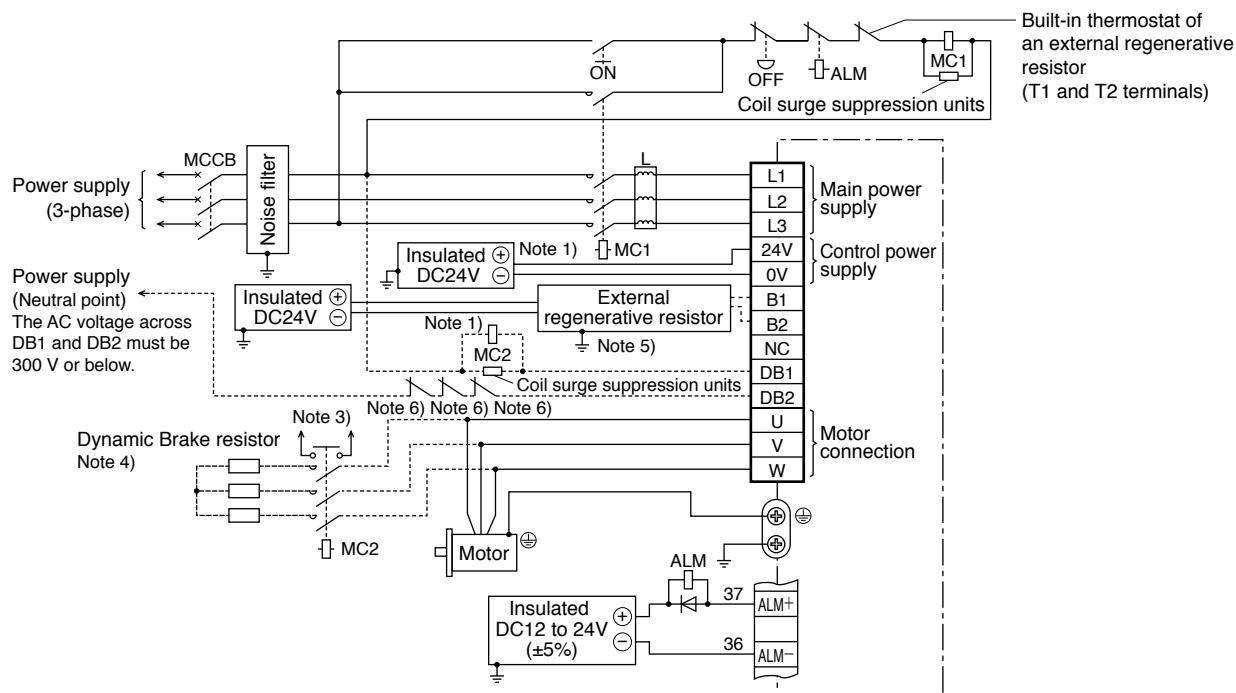 Built-in thermostat of
an external regenerative
resistor
(T1 and T2 terminals)
ON
OFF
ALM
MC1
Coil surge suppression units
MCCB
Noise filter
L
Power supply
(3-phase)
L1
L2
L3
Main power
supply
MC1
Note 1)
Insulated
DC24V
24V
0V
Control power
supply
Power supply
(Neutral point)
The AC voltage across
DB1 and DB2 must be
300 V or below.
Insulated
DC24V
External
regenerative resistor
B1
B2
Note 1)
Note 5)
NC
MC2
DB1
Coil surge suppression units
DB2
Note 6) Note 6) Note 6)
Note 3)
Dynamic Brake resistor
Note 4)
U
V
W
Motor
connection
MC2
Motor
ALM
Insulated
DC12 to 24V
(±5%)
37
ALM+
36
ALM−